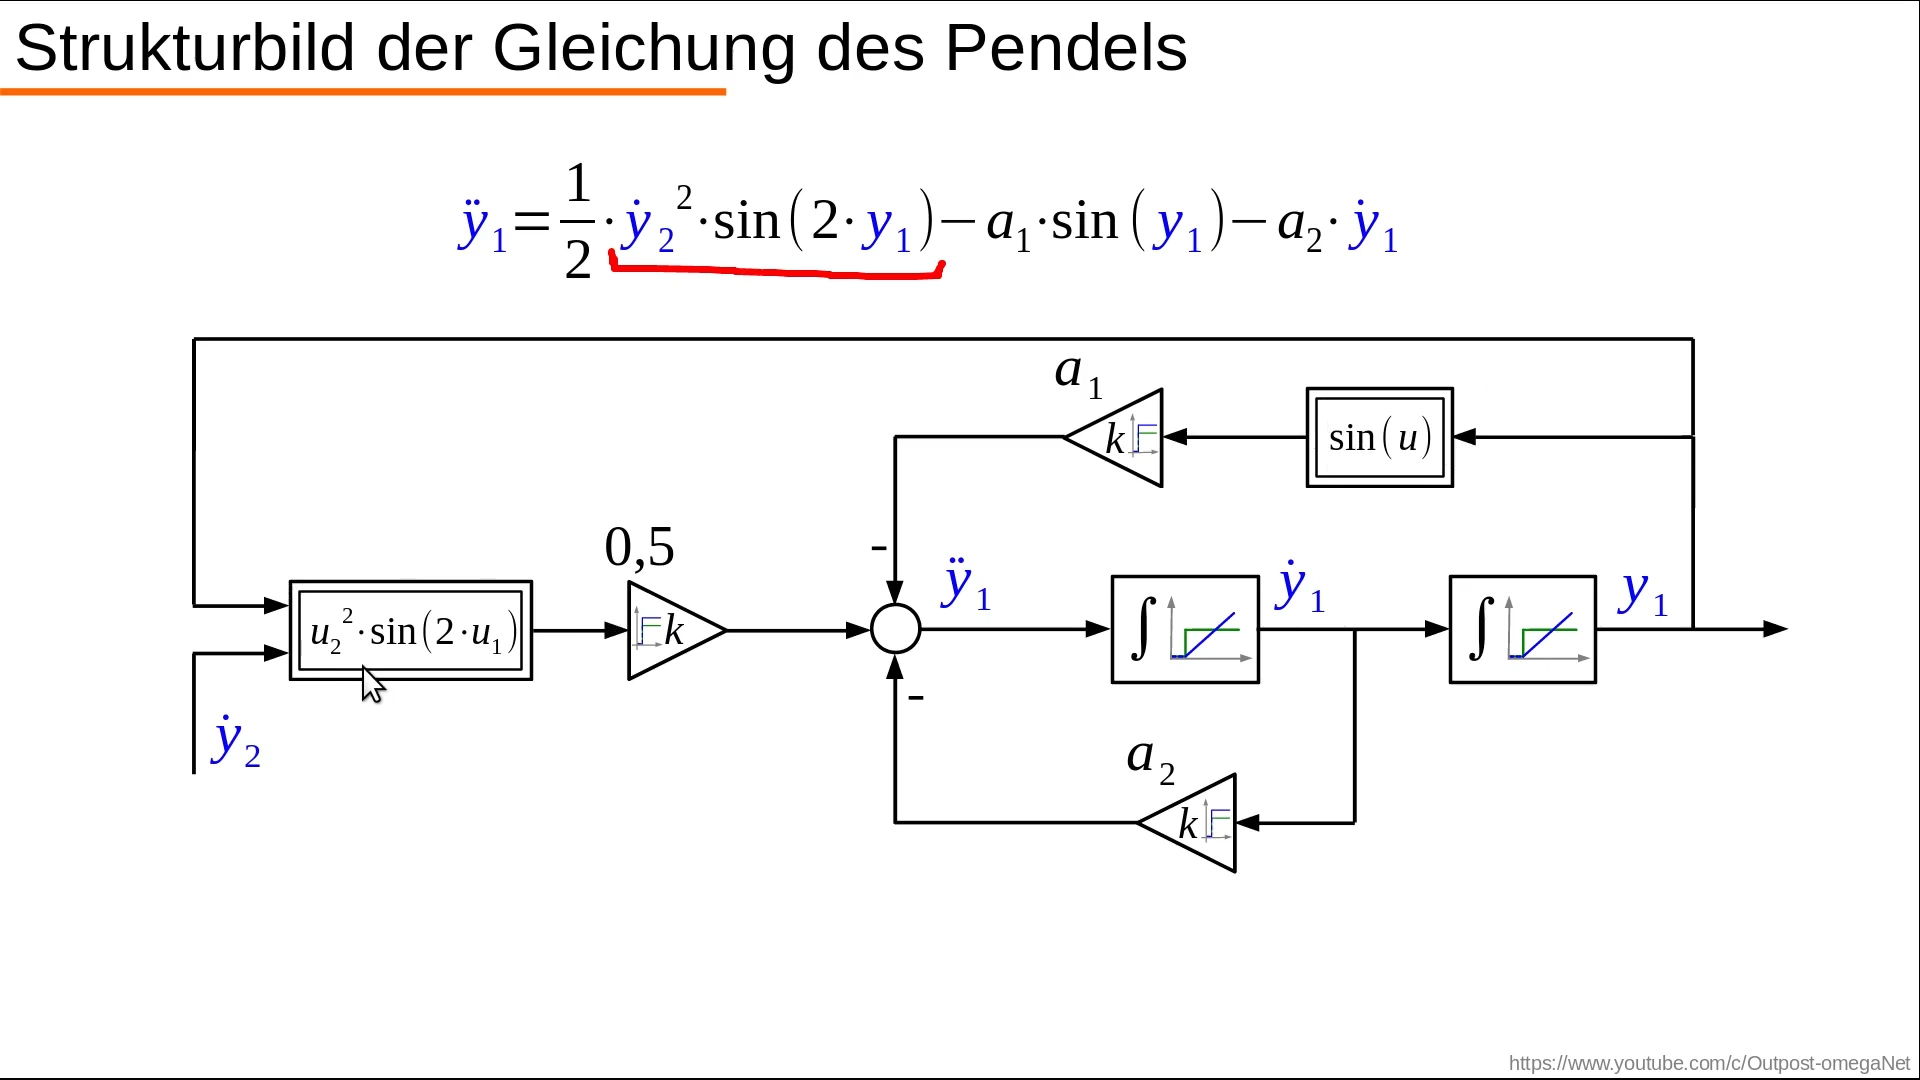 Strukturbild der Gleichung des Pendels
ÿ₁ = 1/2 · ẏ₂² · sin(2 · y₁) − a₁ · sin(y₁) − a₂ · ẏ₁
a₁
k
sin(u)
0,5
-
ÿ₁
ẏ₁
y₁
u₂² · sin(2 · u₁)
k
∫
∫
-
ẏ₂
a₂
k
https://www.youtube.com/c/Outpost-omegaNet